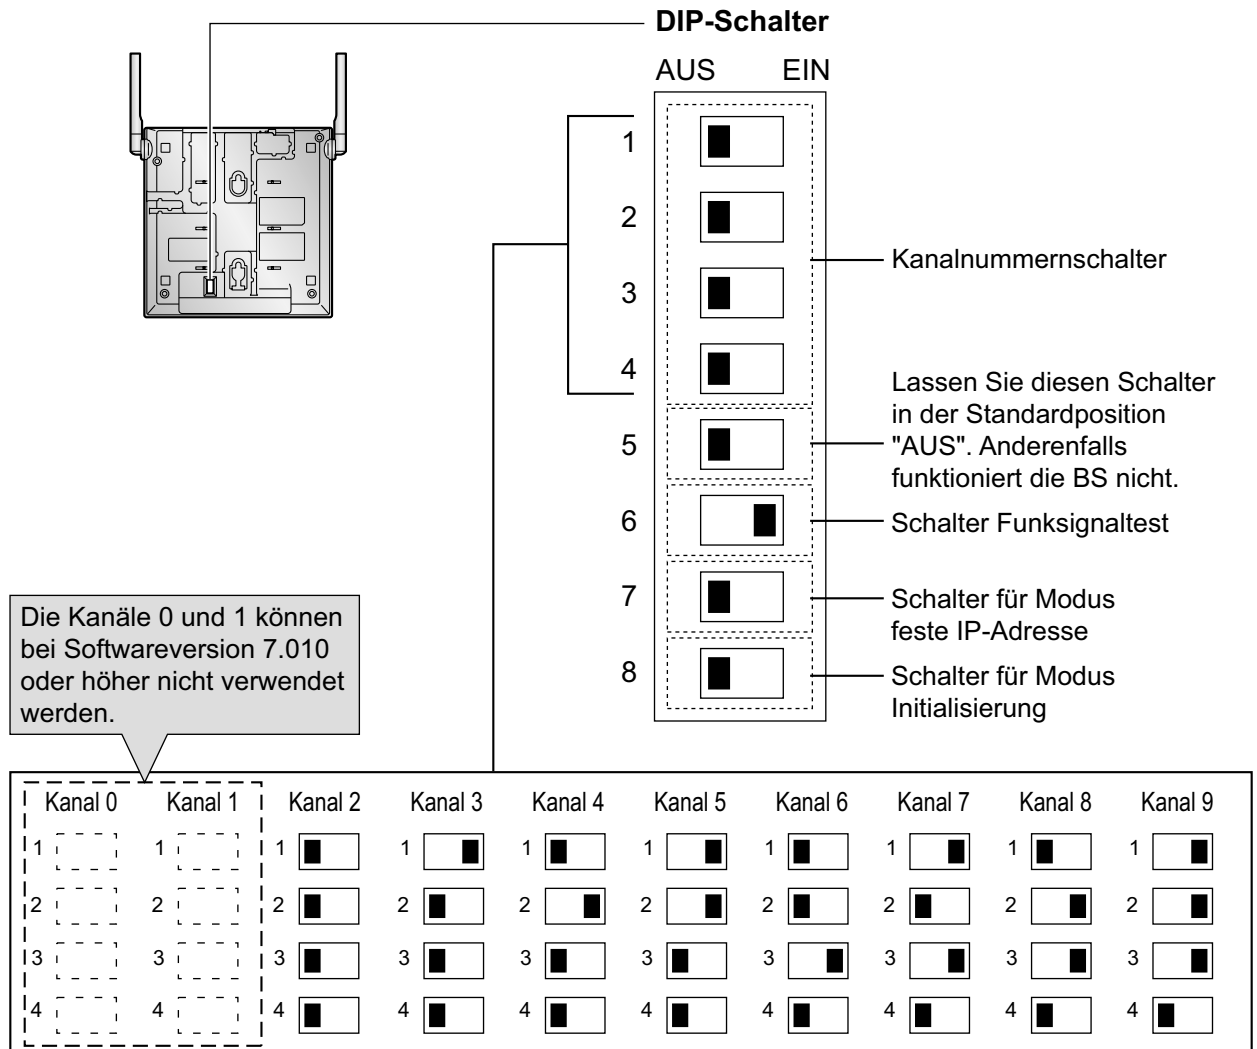 DIP-Schalter
AUS EIN
1
2
3
4
5
6
7
8
Kanalnummernschalter
Lassen Sie diesen Schalter
in der Standardposition
"AUS". Anderenfalls
funktioniert die BS nicht.
Schalter Funksignaltest
Schalter für Modus
feste IP-Adresse
Schalter für Modus
Initialisierung
Die Kanäle 0 und 1 können
bei Softwareversion 7.010
oder höher nicht verwendet
werden.
Kanal 0 Kanal 1 Kanal 2 Kanal 3 Kanal 4 Kanal 5 Kanal 6 Kanal 7 Kanal 8 Kanal 9
1 1 1 1 1 1 1 1 1 1
2 2 2 2 2 2 2 2 2 2
3 3 3 3 3 3 3 3 3 3
4 4 4 4 4 4 4 4 4 4